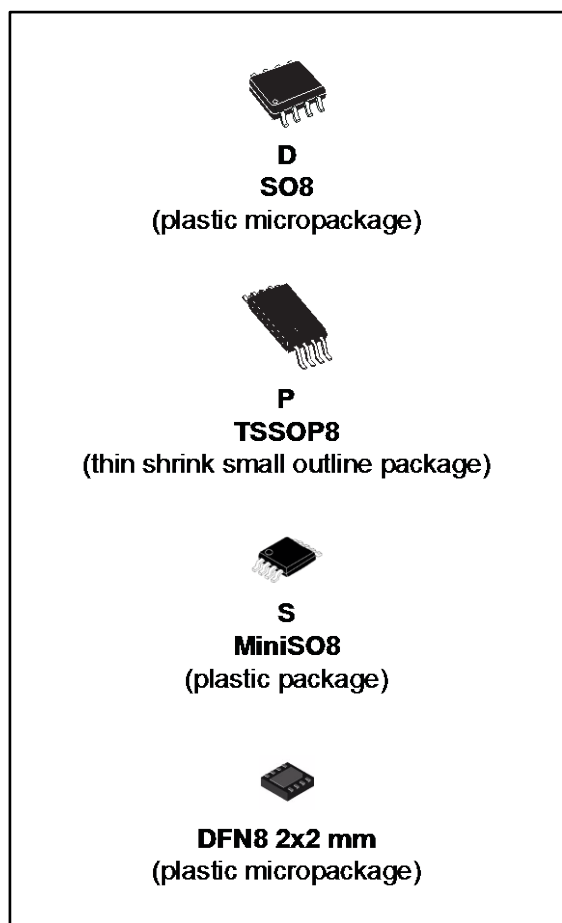 D
SO8
(plastic micropackage)
P
TSSOP8
(thin shrink small outline package)
S
MiniSO8
(plastic package)
DFN8 2x2 mm
(plastic micropackage)